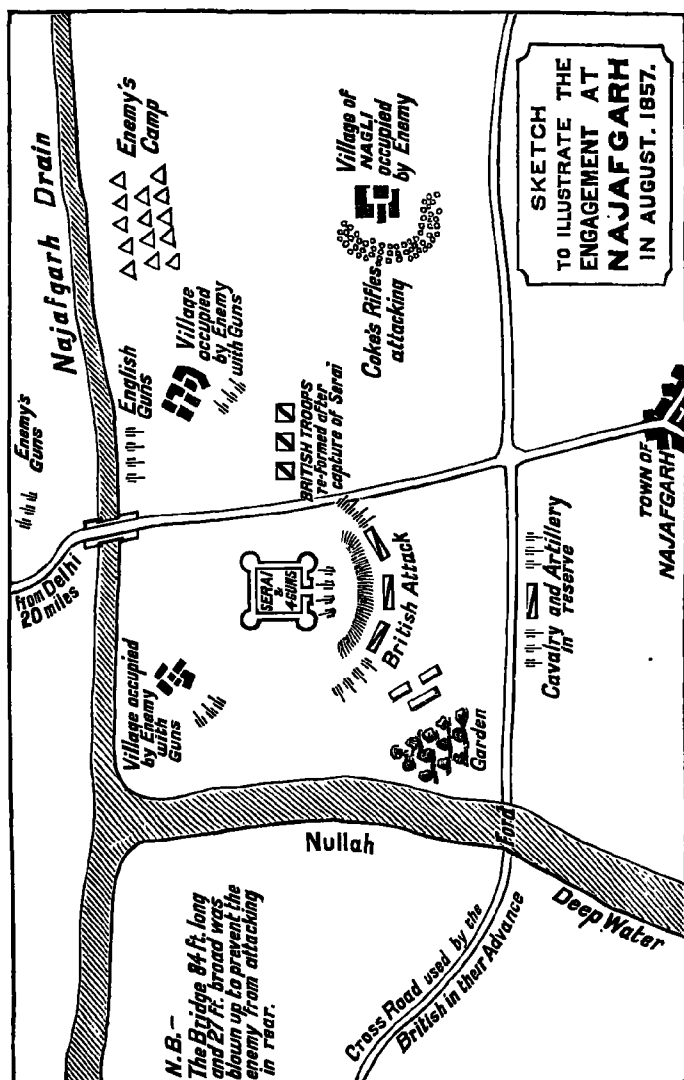 SKETCH
TO ILLUSTRATE THE
ENGAGEMENT AT
NAJAFGARH
IN AUGUST. 1857.
Najafgarh Drain
Enemy's
Guns
from Delhi
20 miles
English
Guns
Enemy's
Camp
Village
occupied
by Enemy
with Guns
Village of
NAGLI
occupied
by Enemy
Coke's Rifles
attacking
BRITISH TROOPS
re-formed after
capture of Serai
SERAI
&
4GUNS
British Attack
Village occupied
by Enemy
with
Guns
Garden
Cavalry and Artillery
in reserve
TOWN OF
NAJAFGARH
Nullah
Ford
Deep Water
Cross Road used by the
British in their Advance
N.B.—
The Bridge 84 ft. long
and 27 ft. broad was
blown up to prevent the
enemy from attacking
in rear.